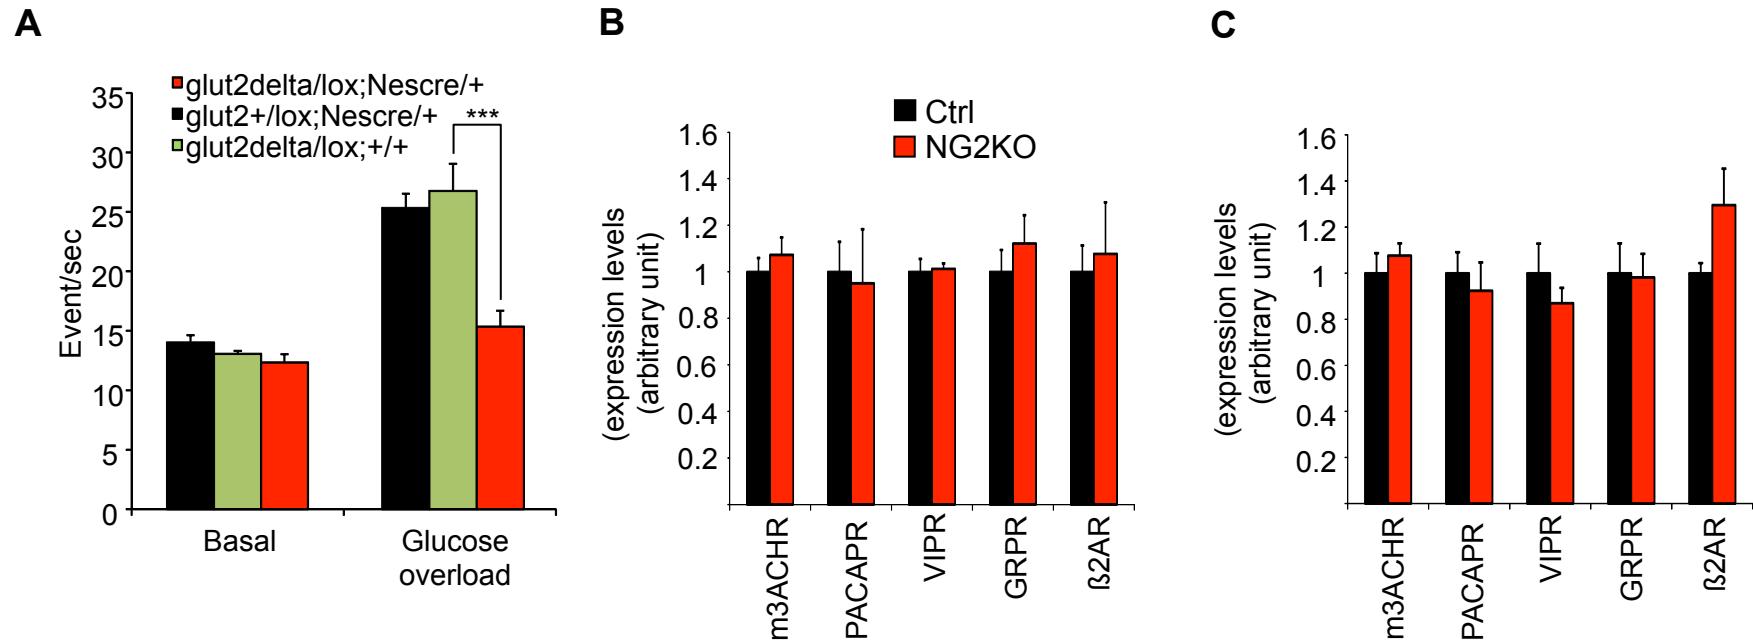 A
glut2delta/lox;Nescre/+
glut2+/lox;Nescre/+
glut2delta/lox;+/+
***
Event/sec
35
30
25
20
15
10
5
0
Basal
Glucose
overload
B
Ctrl
NG2KO
(expression levels
(arbitrary unit)
1.6
1.4
1.2
1
0.8
0.6
0.4
0.2
m3ACHR
PACAPR
VIPR
GRPR
ß2AR
C
(expression levels
(arbitrary unit)
1.6
1.4
1.2
1
0.8
0.6
0.4
0.2
m3ACHR
PACAPR
VIPR
GRPR
ß2AR